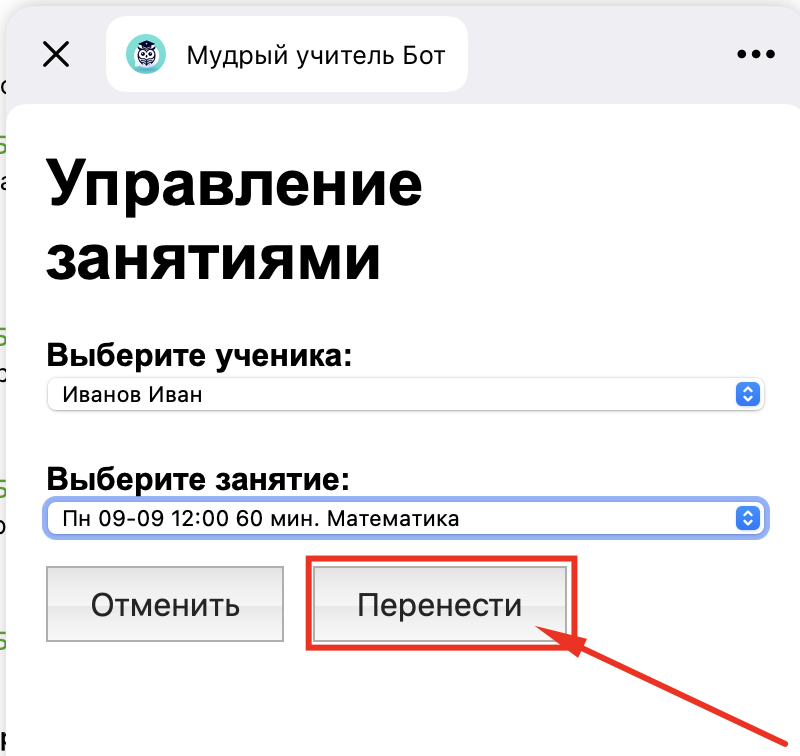 Мудрый учитель Бот
Управление
занятиями
Выберите ученика:
Иванов Иван
Выберите занятие:
Пн 09-09 12:00 60 мин. Математика
Отменить
Перенести